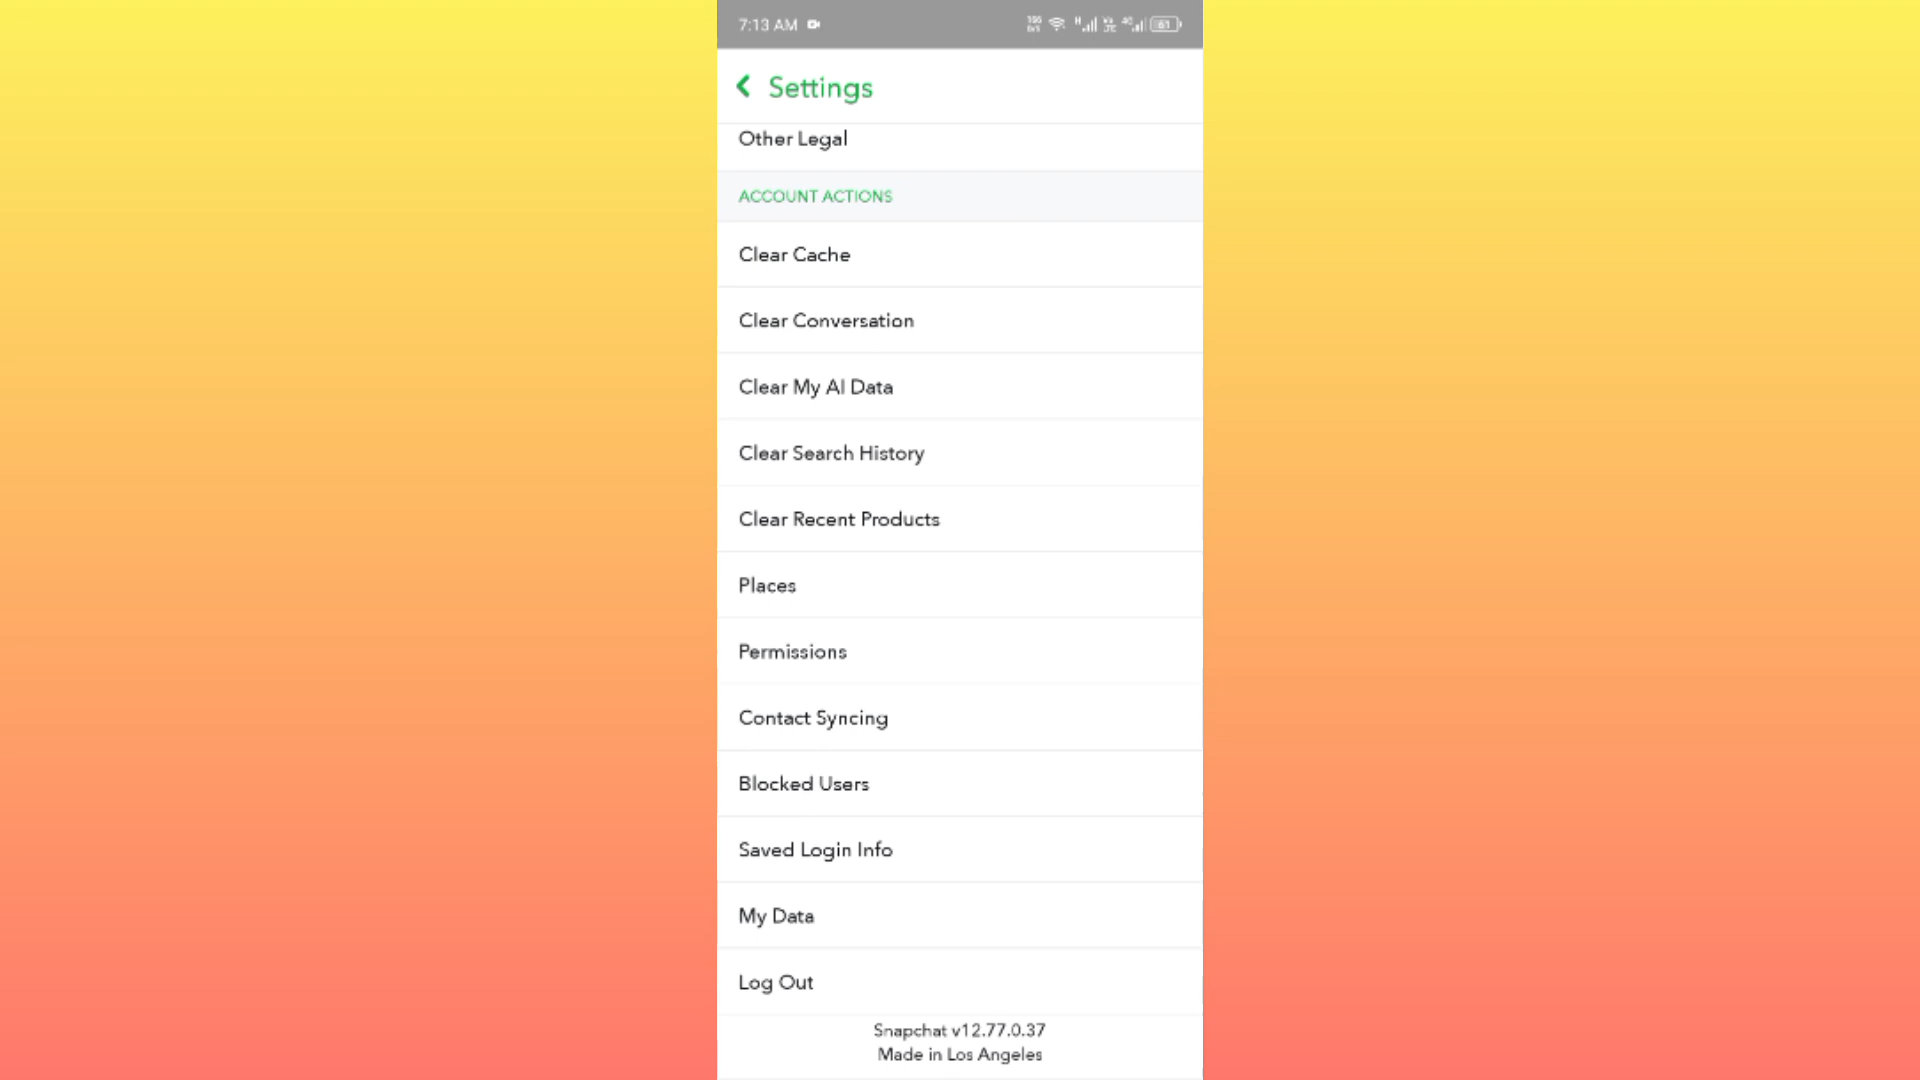 7:13 AM
61
Settings
Other Legal
ACCOUNT ACTIONS
Clear Cache
Clear Conversation
Clear My AI Data
Clear Search History
Clear Recent Products
Places
Permissions
Contact Syncing
Blocked Users
Saved Login Info
My Data
Log Out
Snapchat v12.77.0.37
Made in Los Angeles